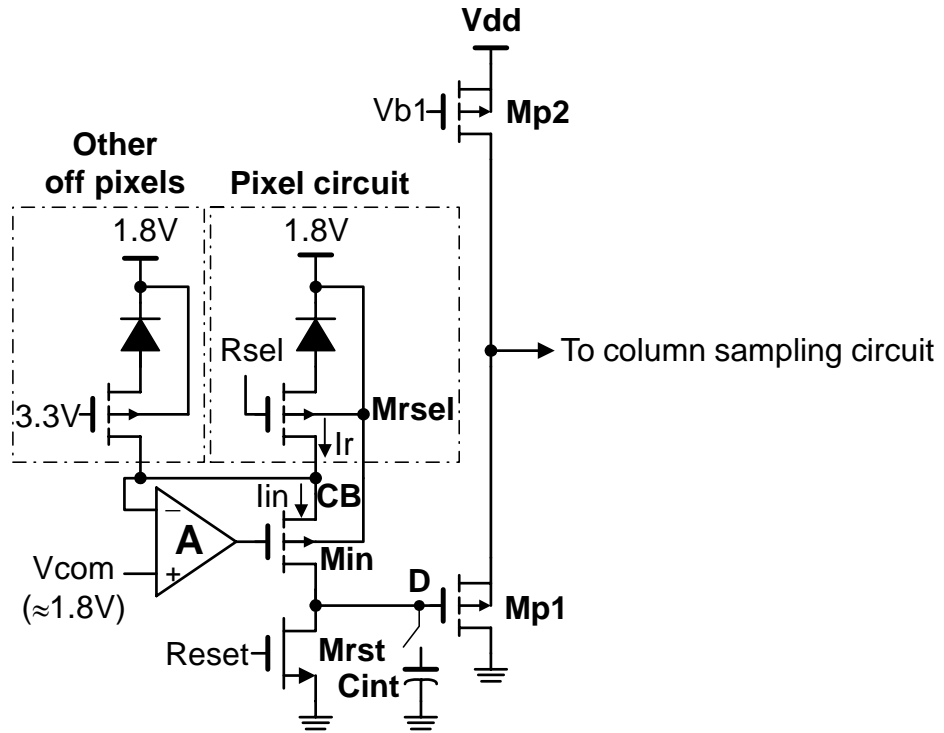 Vdd
Vb1
Mp2
Other
off pixels
Pixel circuit
1.8V
1.8V
Rsel
To column sampling circuit
3.3V
Mrsel
Ir
Iin
CB
−
A
+
Min
Vcom
(≈1.8V)
D
Mp1
Reset
Mrst
Cint